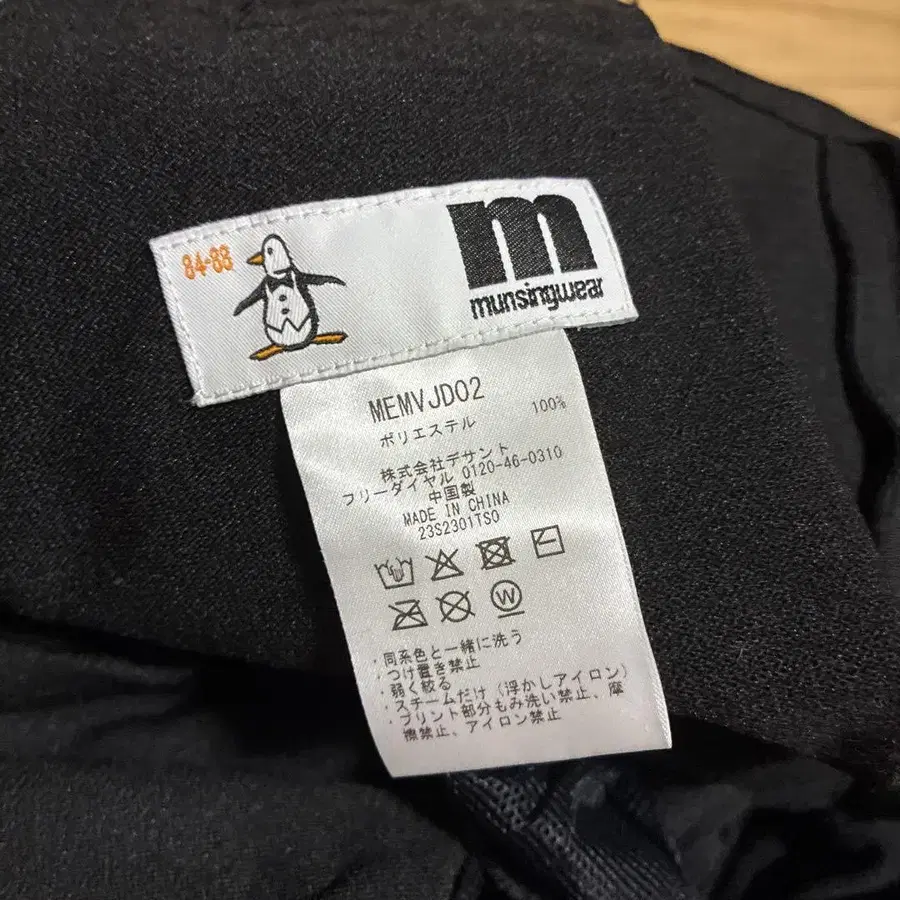 84-88
m
munsingwear
MEMVJD02
ポリエステル 100%
株式会社デサント
フリーダイヤル 0120-46-0310
中国製
MADE IN CHINA
23S2301TSO
W
・同系色と一緒に洗う
・つけ置き禁止
・弱く絞る
・スチームだけ (浮かしアイロン)
・プリント部分もみ洗い禁止、摩
擦禁止、アイロン禁止